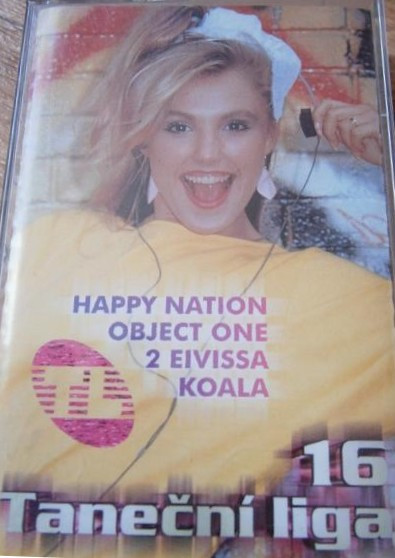 HAPPY NATION
OBJECT ONE
2 EIVISSA
KOALA
TL
16
Taneční liga